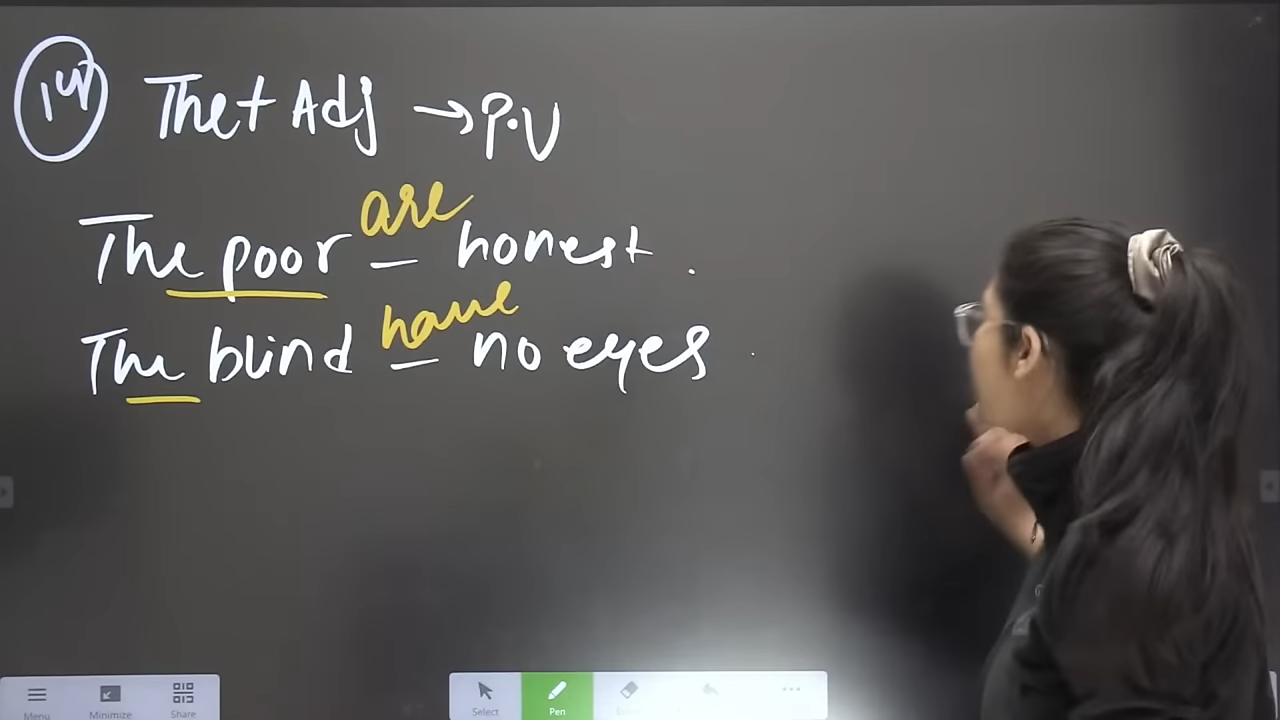 14 The + Adj → P.V
The poor are honest.
The blind have no eyes.
Menu Minimize Share Select Pen